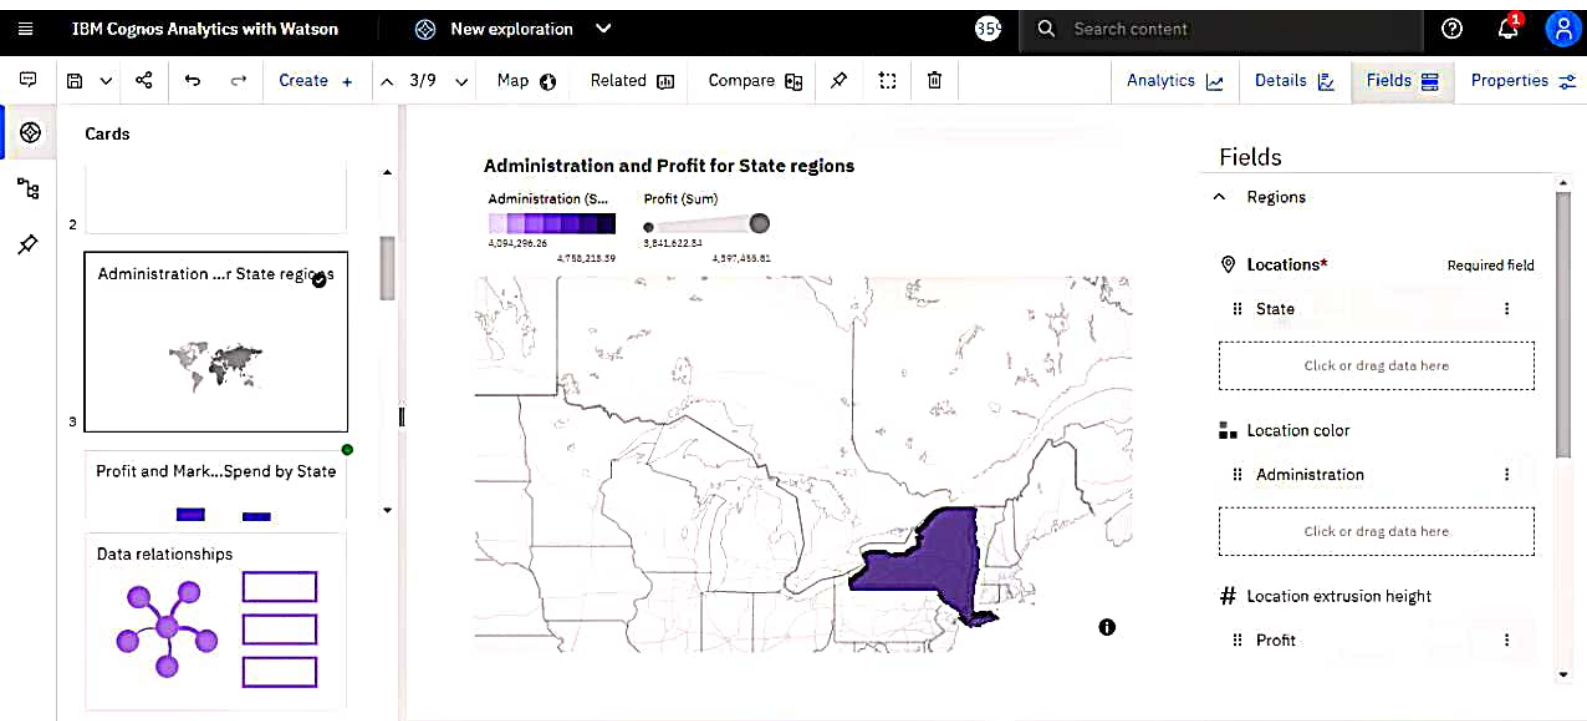 IBM Cognos Analytics with Watson
New exploration
359
Search content
1
Create +
3/9
Map
Related
Compare
Analytics
Details
Fields
Properties
Cards
2
Administration ...r State regions
3
Profit and Mark...Spend by State
Data relationships
Administration and Profit for State regions
Administration (S...
Profit (Sum)
4,094,296.26
4,758,218.39
3,841,622.84
4,397,455.81
Fields
Regions
Locations*
Required field
State
Click or drag data here
Location color
Administration
Click or drag data here
# Location extrusion height
Profit